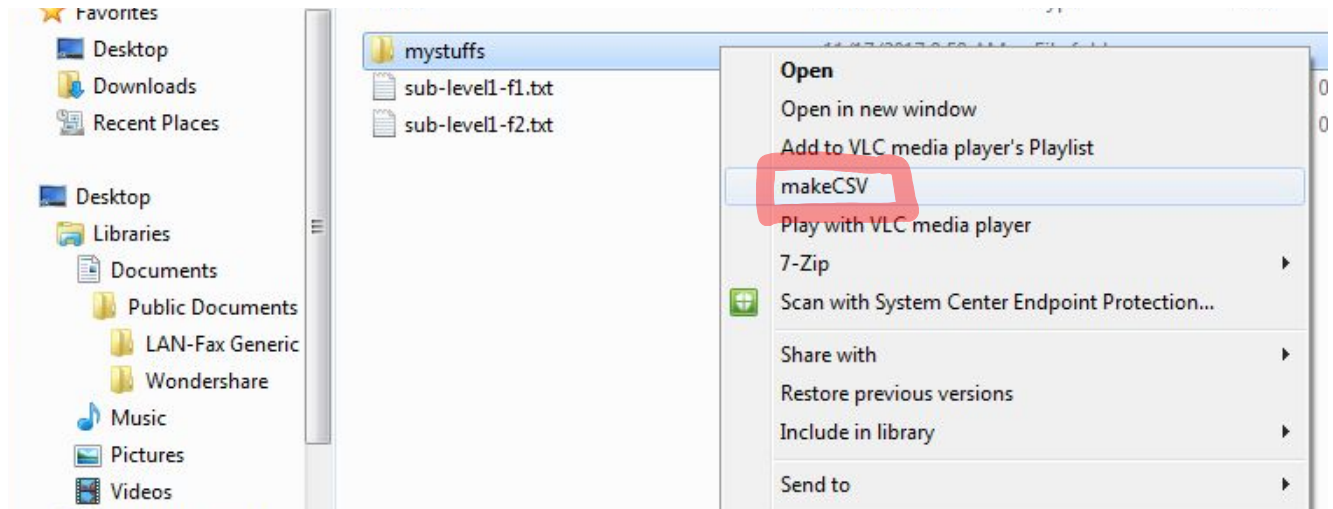 Favorites
Desktop
Downloads
Recent Places
Desktop
Libraries
Documents
Public Documents
LAN-Fax Generic
Wondershare
Music
Pictures
Videos
mystuffs
sub-level1-f1.txt
sub-level1-f2.txt
Open
Open in new window
Add to VLC media player's Playlist
makeCSV
Play with VLC media player
7-Zip
Scan with System Center Endpoint Protection...
Share with
Restore previous versions
Include in library
Send to